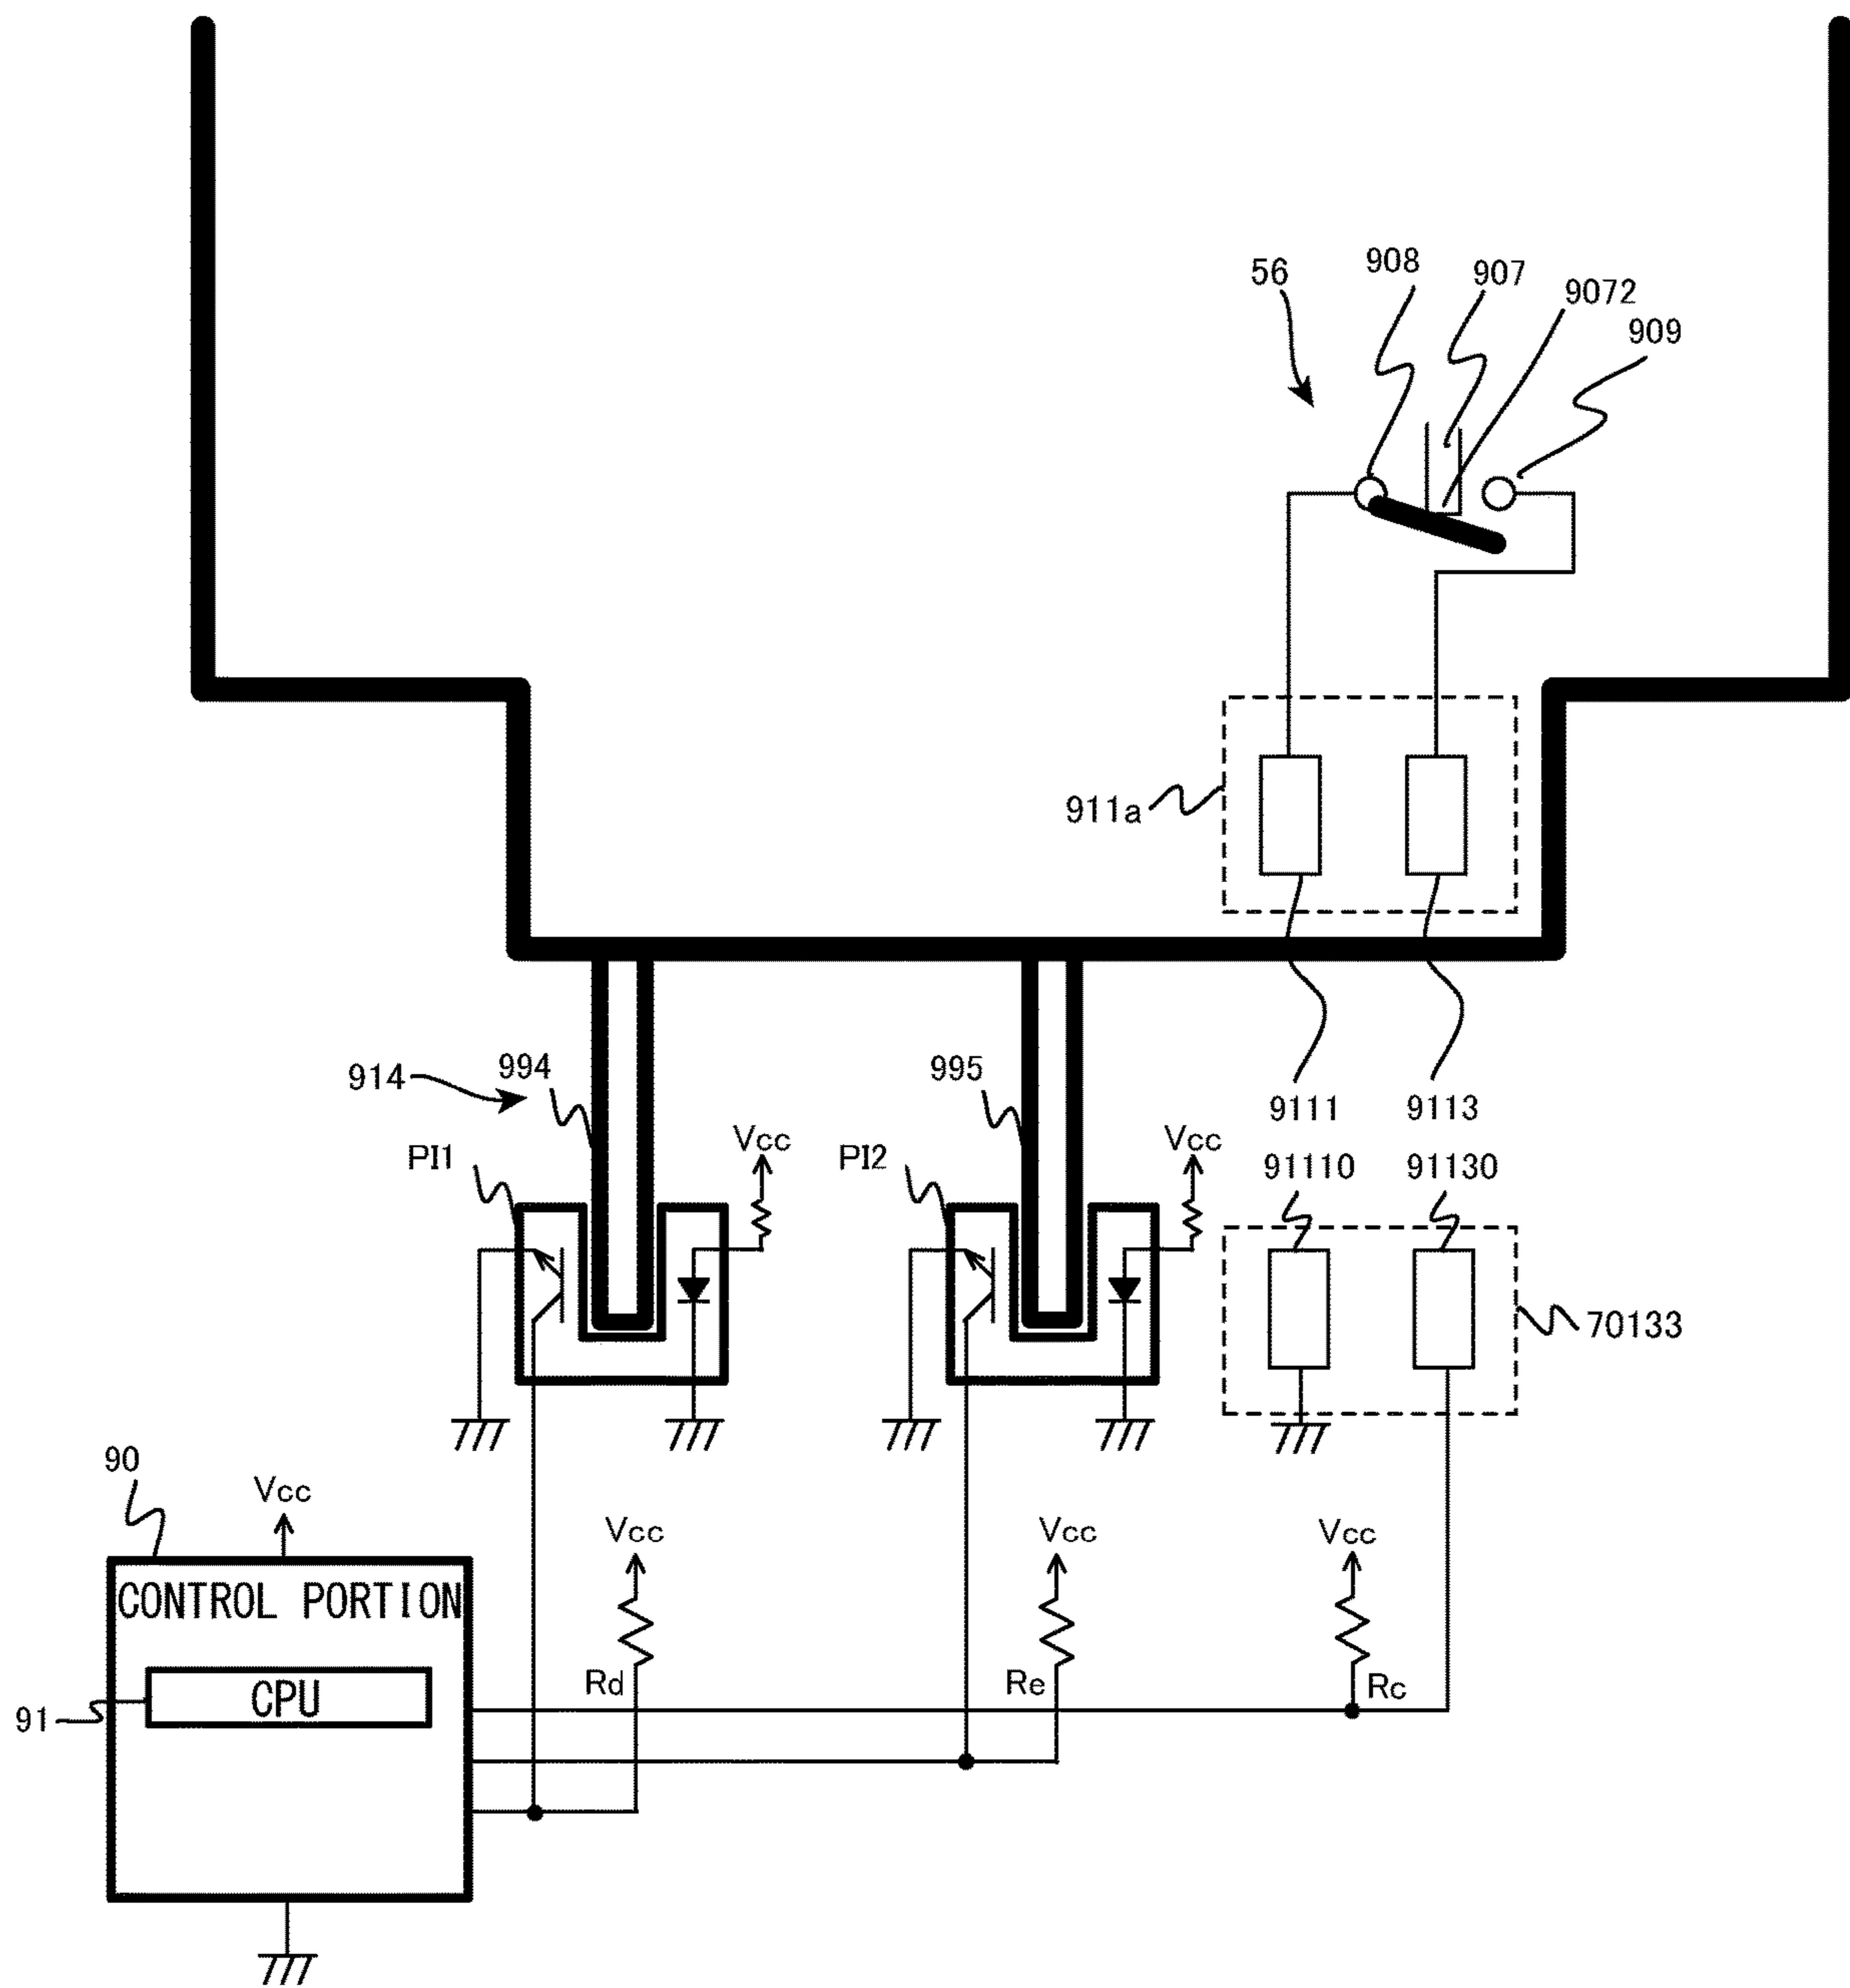 56
908
907
9072
909
911a
914
994
995
9111
9113
PI1
Vcc
PI2
Vcc
91110
91130
70133
90
Vcc
Vcc
Vcc
Vcc
CONTROL PORTION
CPU
91
Rd
Re
Rc